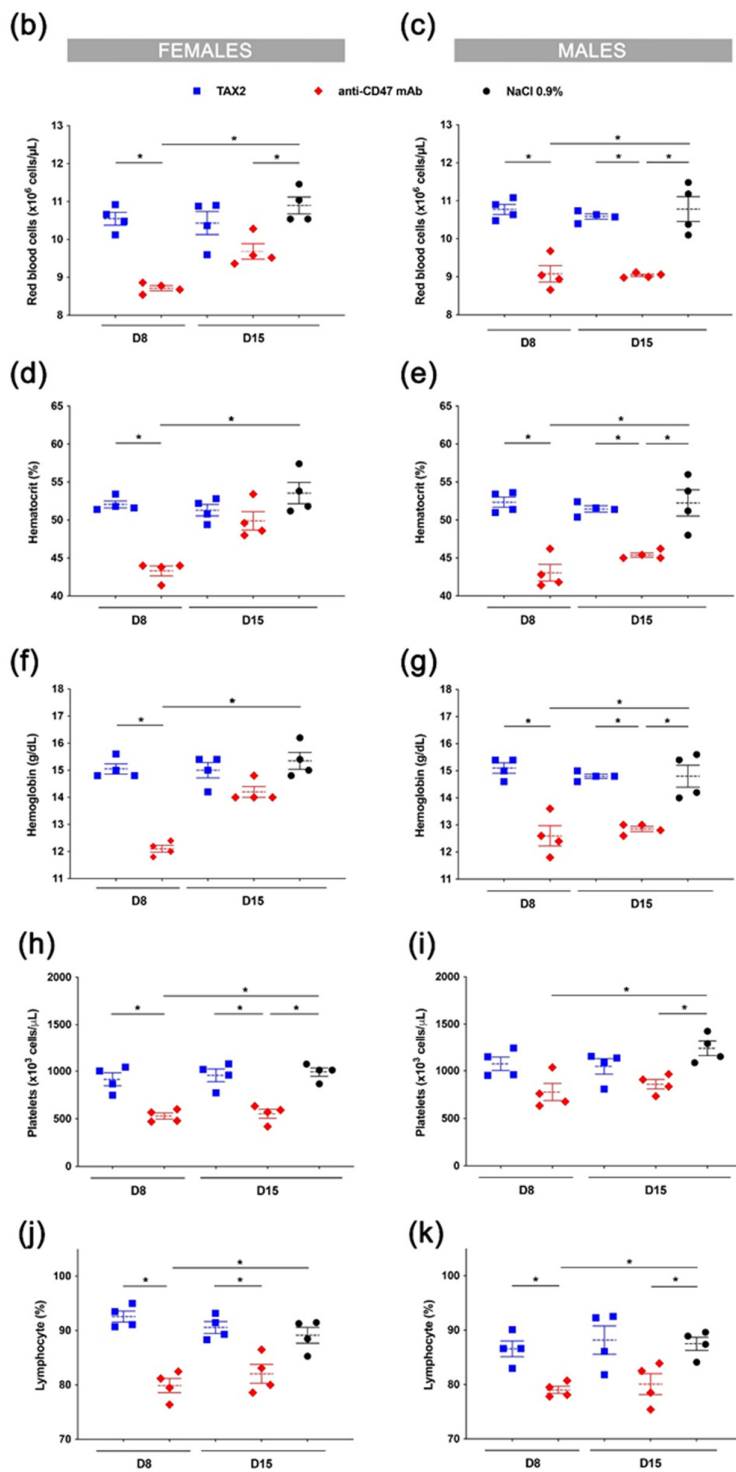 (b) (c)
FEMALES MALES
TAX2 anti-CD47 mAb NaCl 0.9%
Red blood cells (x10⁶ cells/µL) 13 12 11 10 9 8 * * * D8 D15
Red blood cells (x10⁶ cells/µL) 13 12 11 10 9 8 * * * * D8 D15
(d) (e)
Hematocrit (%) 65 60 55 50 45 40 * * D8 D15
Hematocrit (%) 65 60 55 50 45 40 * * * * D8 D15
(f) (g)
Hemoglobin (g/dL) 18 17 16 15 14 13 12 11 * * D8 D15
Hemoglobin (g/dL) 18 17 16 15 14 13 12 11 * * * * D8 D15
(h) (i)
Platelets (x10³ cells/µL) 2000 1500 1000 500 0 * * * * D8 D15
Platelets (x10³ cells/µL) 2000 1500 1000 500 0 * * D8 D15
(j) (k)
Lymphocyte (%) 100 90 80 70 * * * D8 D15
Lymphocyte (%) 100 90 80 70 * * * D8 D15